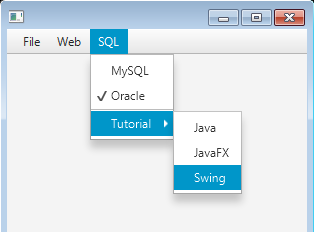 File Web SQL
MySQL
Oracle
Tutorial
Java
JavaFX
Swing